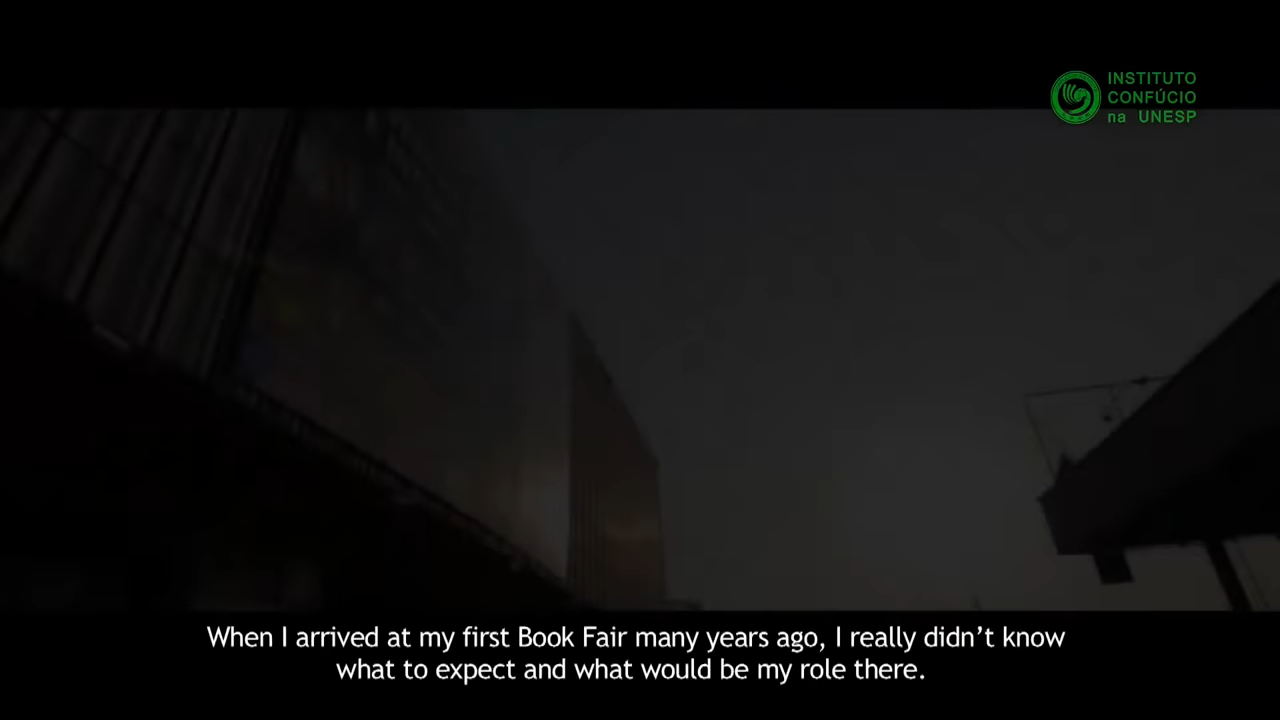 INSTITUTO
CONFÚCIO
na UNESP
When I arrived at my first Book Fair many years ago, I really didn’t know
what to expect and what would be my role there.